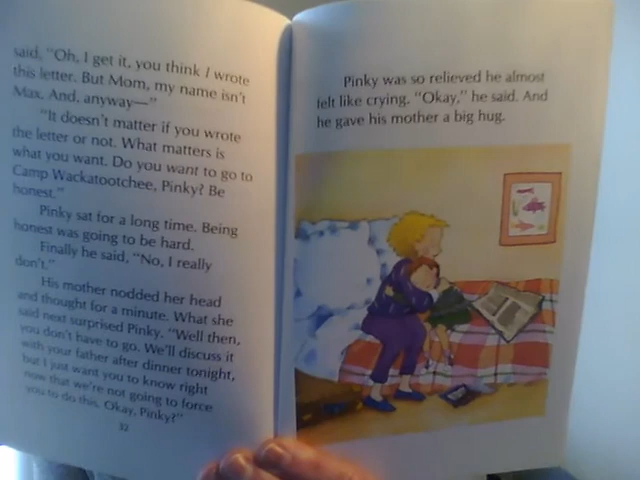 said, "Oh, I get it, you think I wrote
this letter. But Mom, my name isn't
Max. And, anyway—"
"It doesn't matter if you wrote
the letter or not. What matters is
what you want. Do you want to go to
Camp Wackatootchee, Pinky? Be
honest."
Pinky sat for a long time. Being
honest was going to be hard.
Finally he said, "No, I really
don't."
His mother nodded her head
and thought for a minute. What she
said next surprised Pinky. "Well then,
you don't have to go. We'll discuss it
with your father after dinner tonight,
but I just want you to know right
now that we're not going to force
you to do this. Okay, Pinky?"
32
Pinky was so relieved he almost
felt like crying. "Okay," he said. And
he gave his mother a big hug.